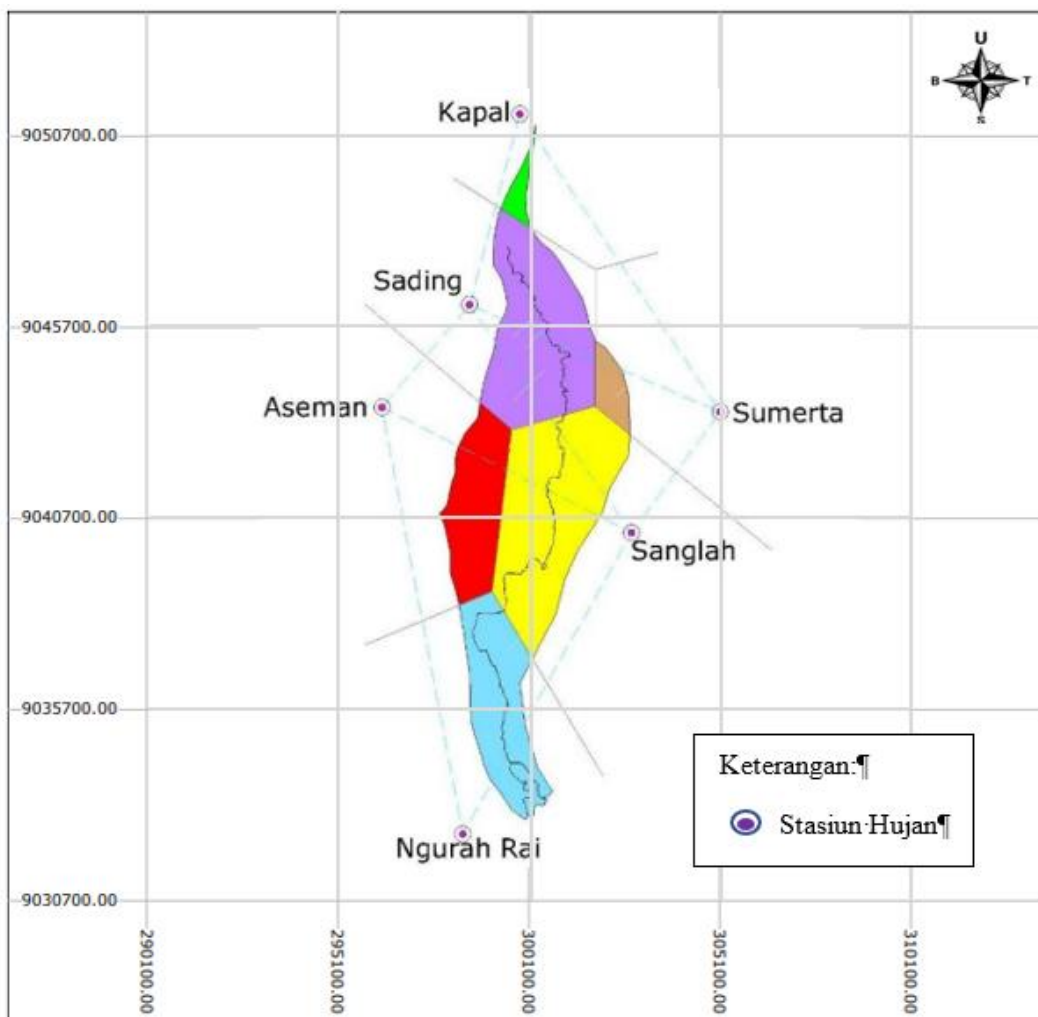 U
B T
S
Kapal
9050700.00
Sading
9045700.00
Aseman
Sumerta
9040700.00
Sanglah
9035700.00
Keterangan:¶
Stasiun·Hujan¶
Ngurah Rai
9030700.00
290100.00
295100.00
300100.00
305100.00
310100.00